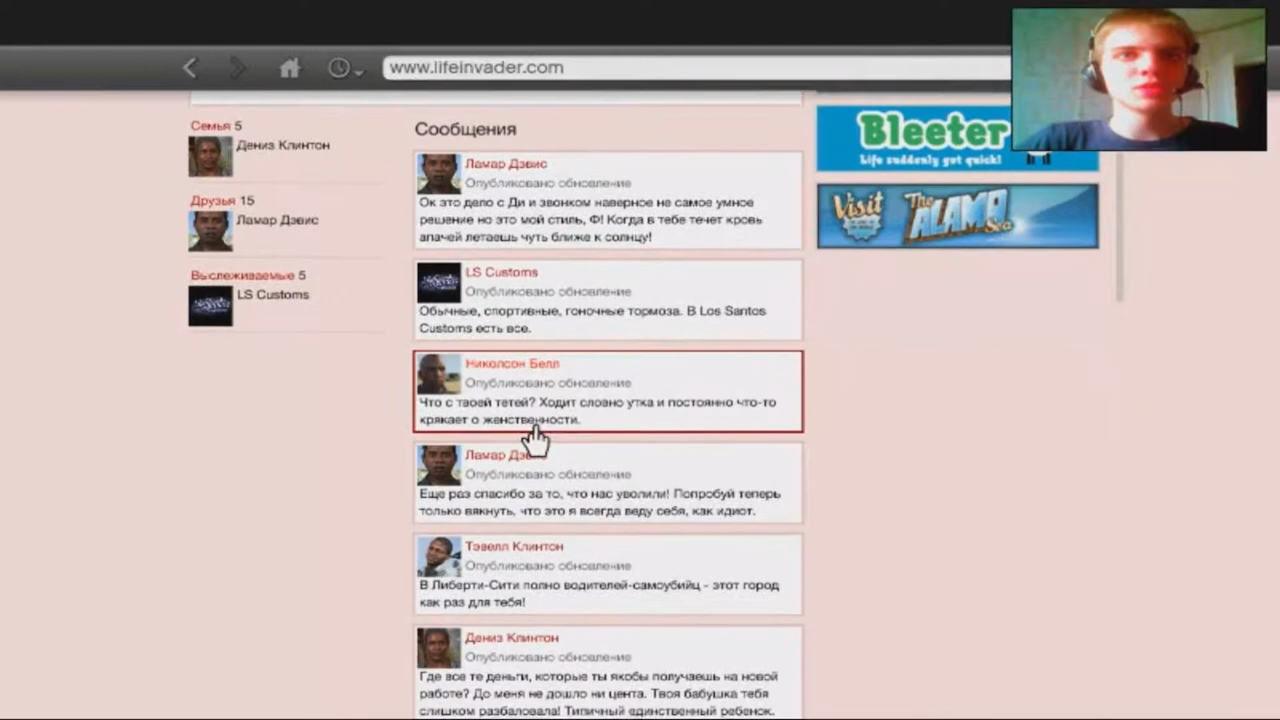 www.lifeinvader.com
Семья 5
Дениз Клинтон
Друзья 15
Ламар Дэвис
Выслеживаемые 5
LS Customs
Сообщения
Ламар Дэвис
Опубликовано обновление
Ок это дело с Ди и звонком наверное не самое умное
решение но это мой стиль, Ф! Когда в тебе течет кровь
апачей летаешь чуть ближе к солнцу!
LS Customs
Опубликовано обновление
Обычные, спортивные, гоночные тормоза. В Los Santos
Customs есть все.
Николсон Белл
Опубликовано обновление
Что с твоей тетей? Ходит словно утка и постоянно что-то
крякает о женственности.
Ламар Дэвис
Опубликовано обновление
Еще раз спасибо за то, что нас уволили! Попробуй теперь
только вякнуть, что это я всегда веду себя, как идиот.
Тэвелл Клинтон
Опубликовано обновление
В Либерти-Сити полно водителей-самоубийц - этот город
как раз для тебя!
Дениз Клинтон
Опубликовано обновление
Где все те деньги, которые ты якобы получаешь на новой
работе? До меня не дошло ни цента. Твоя бабушка тебя
слишком разбаловала! Типичный единственный ребенок.
Bleeter
Life suddenly got quick!
Visit
The ALAMO Sea